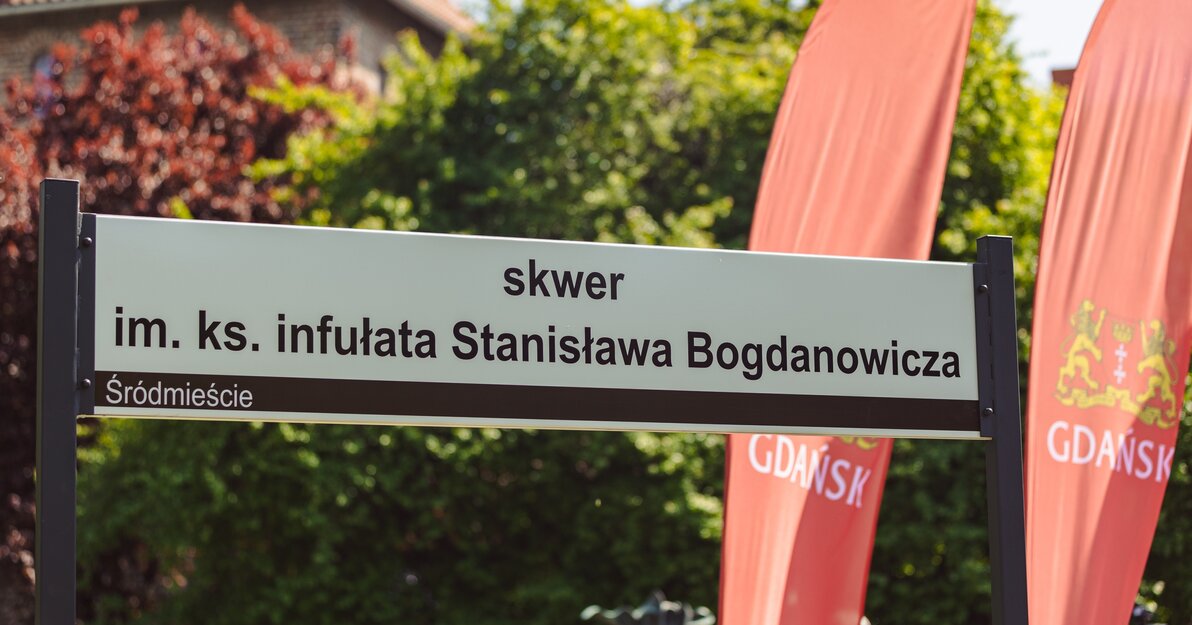 skwer
im. ks. infułata Stanisława Bogdanowicza
Śródmieście
GDAŃSK
GDAŃSK